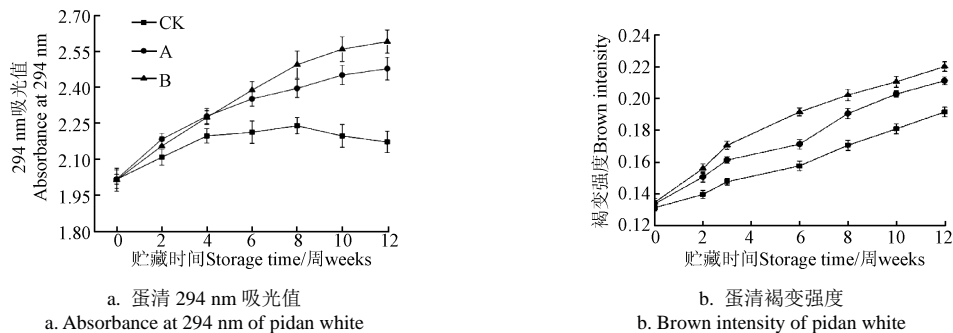 2.70
2.40
2.25
2.10
1.95
1.80
294 nm吸光值
Absorbance at 294 nm
CK
A
B
0 2 4 6 8 10 12
贮藏时间Storage time/周weeks
a. 蛋清 294 nm 吸光值
a. Absorbance at 294 nm of pidan white
0.24
0.22
0.20
0.18
0.16
0.14
0.12
褐变强度Brown intensity
0 2 4 6 8 10 12
贮藏时间Storage time/周weeks
b. 蛋清褐变强度
b. Brown intensity of pidan white